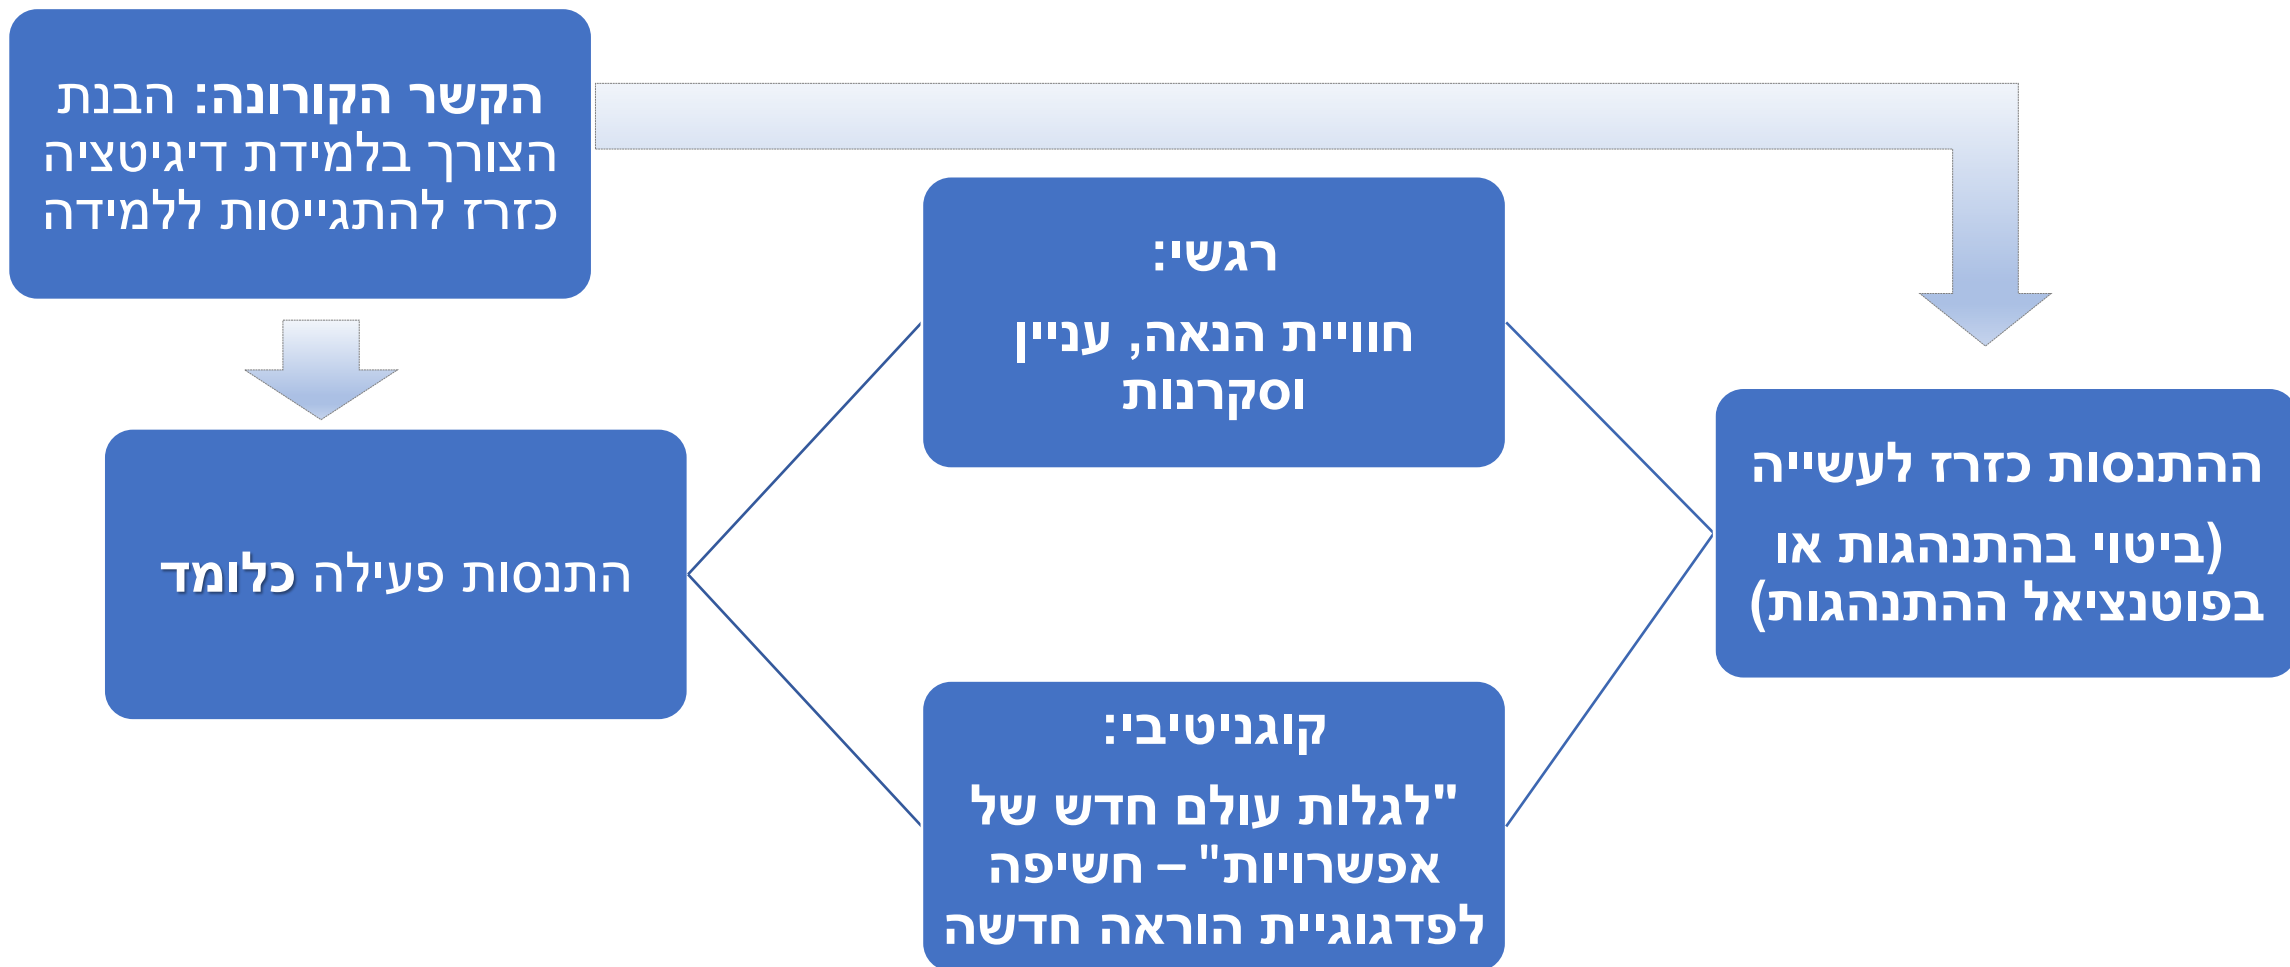 הקשר הקורונה: הבנת
הצורך בלמידת דיגיטציה
כזרז להתגייסות ללמידה
התנסות פעילה כלומד
רגשי:
חוויית הנאה, עניין
וסקרנות
קוגניטיבי:
"לגלות עולם חדש של
אפשרויות" – חשיפה
לפדגוגיית הוראה חדשה
ההתנסות כזרז לעשייה
(ביטוי בהתנהגות או
בפוטנציאל ההתנהגות)